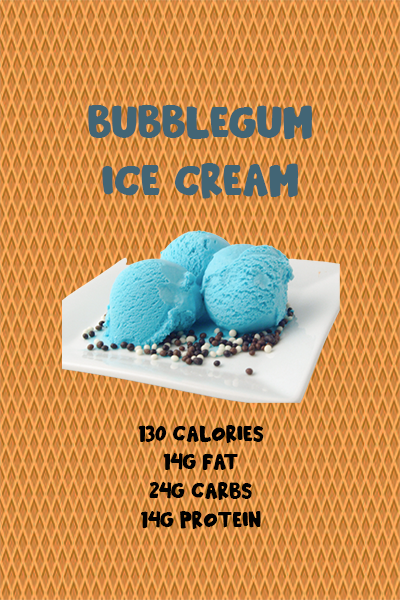 BUBBLEGUM
ICE CREAM
130 CALORIES
14G FAT
24G CARBS
14G PROTEIN